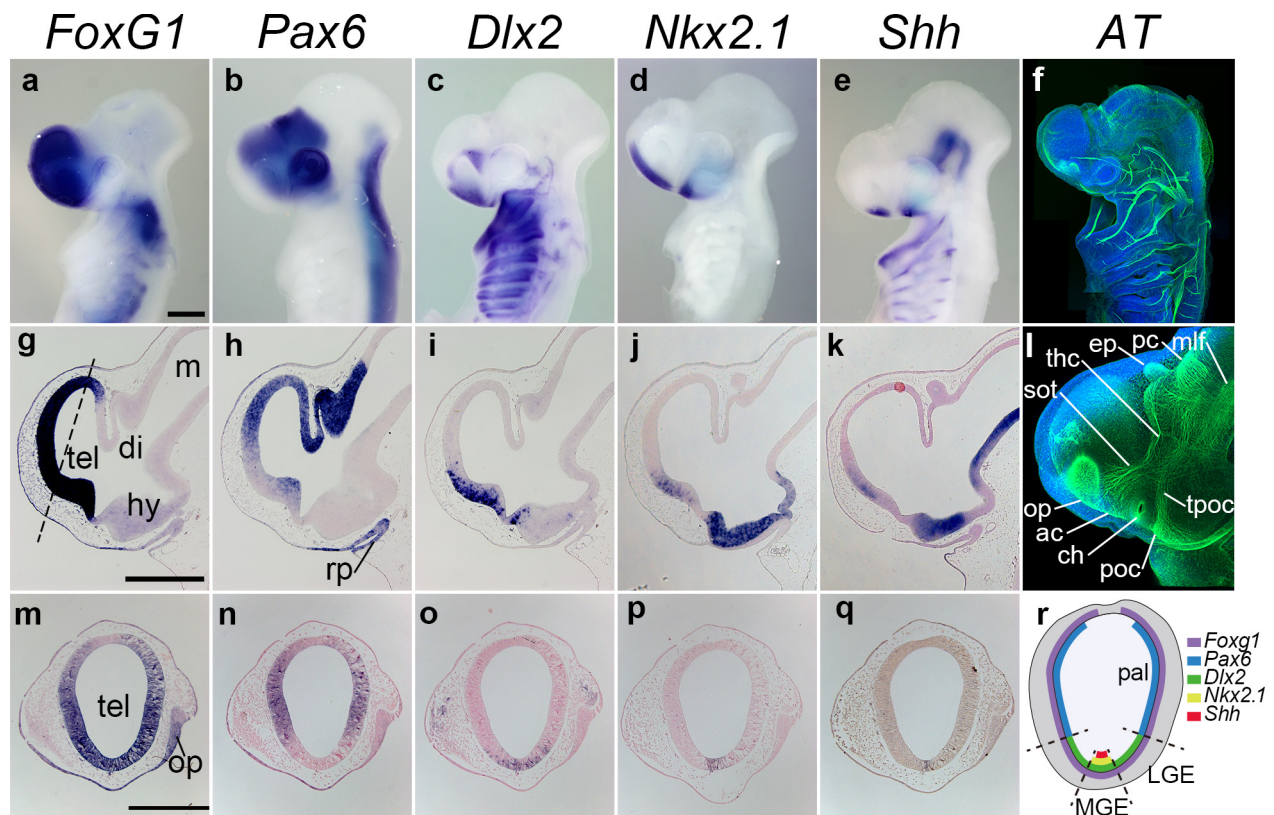 FoxG1 Pax6 Dlx2 Nkx2.1 Shh AT
a b c d e f
g h i j k l
m
di
tel
hy
rp
ep pc mlf
thc
sot
op
ac
ch
poc
tpoc
m n o p q r
tel
op
pal
LGE
MGE
Foxg1
Pax6
Dlx2
Nkx2.1
Shh